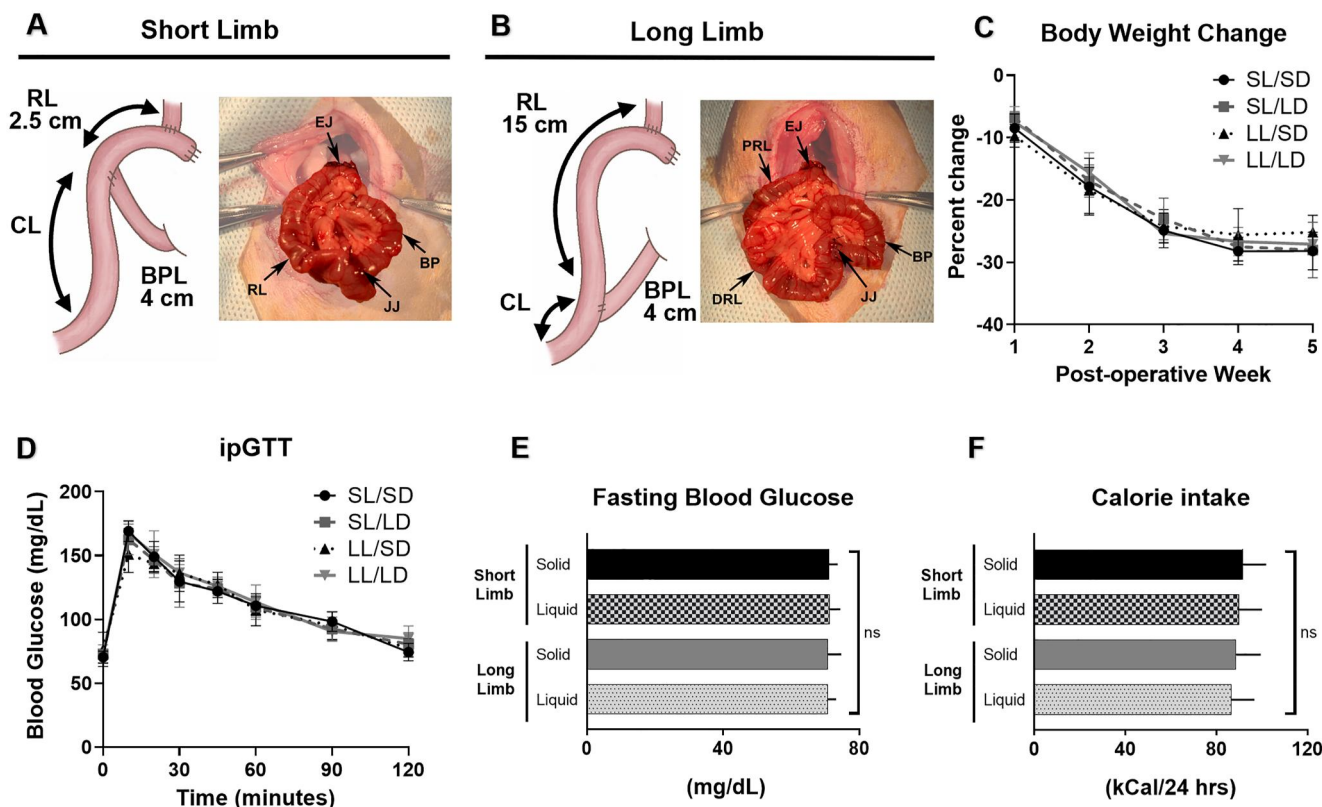 A
Short Limb
RL
2.5 cm
CL
BPL
4 cm
EJ
BP
RL
JJ
B
Long Limb
RL
15 cm
CL
BPL
4 cm
EJ
PRL
BP
DRL
JJ
C
Body Weight Change
SL/SD
SL/LD
LL/SD
LL/LD
Percent change
0
-10
-20
-30
-40
1 2 3 4 5
Post-operative Week
D
ipGTT
SL/SD
SL/LD
LL/SD
LL/LD
Blood Glucose (mg/dL)
200
150
100
50
0
0 30 60 90 120
Time (minutes)
E
Fasting Blood Glucose
Short
Limb
Solid
Liquid
Long
Limb
Solid
Liquid
ns
0 40 80
(mg/dL)
F
Calorie intake
Short
Limb
Solid
Liquid
Long
Limb
Solid
Liquid
ns
0 40 80 120
(kCal/24 hrs)